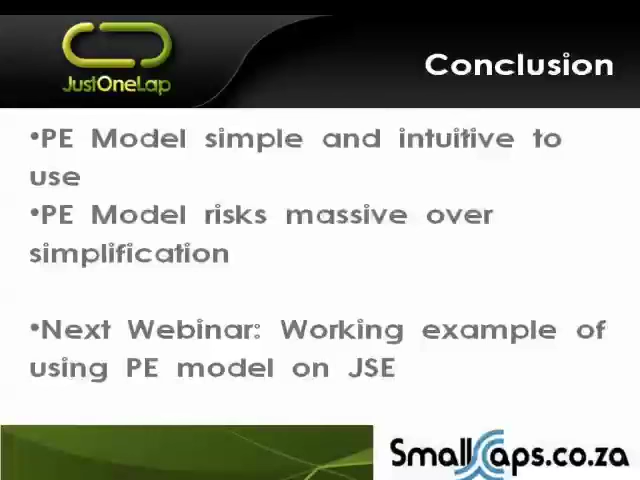 JustOneLap
Conclusion
•PE Model simple and intuitive to
use
•PE Model risks massive over
simplification
•Next Webinar: Working example of
using PE model on JSE
SmallCaps.co.za